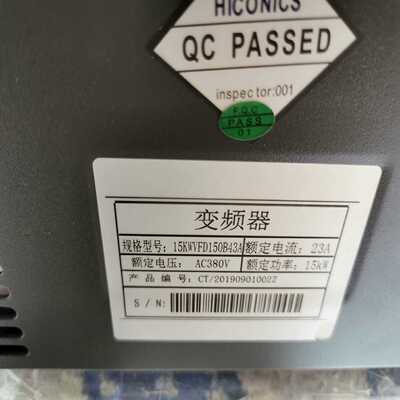 HICONICS
QC PASSED
inspector:001
FQC
PASS
01
变频器
规格型号: 15KWVFD150B43A 额定电流: 23A
额定电压: AC380V 额定功率: 15kW
产品编号: CT/201909010022
S/N: